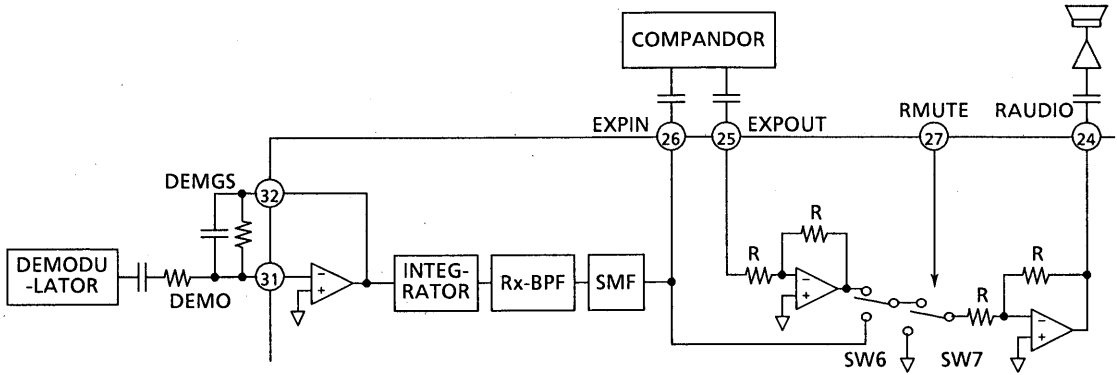 COMPANDOR
EXPIN
26
25
EXPOUT
RMUTE
27
RAUDIO
24
DEMGS
32
DEMODU
-LATOR
DEMO
31
−
+
INTEG-
RATOR
Rx-BPF
SMF
R
R
−
+
SW6
SW7
R
R
−
+